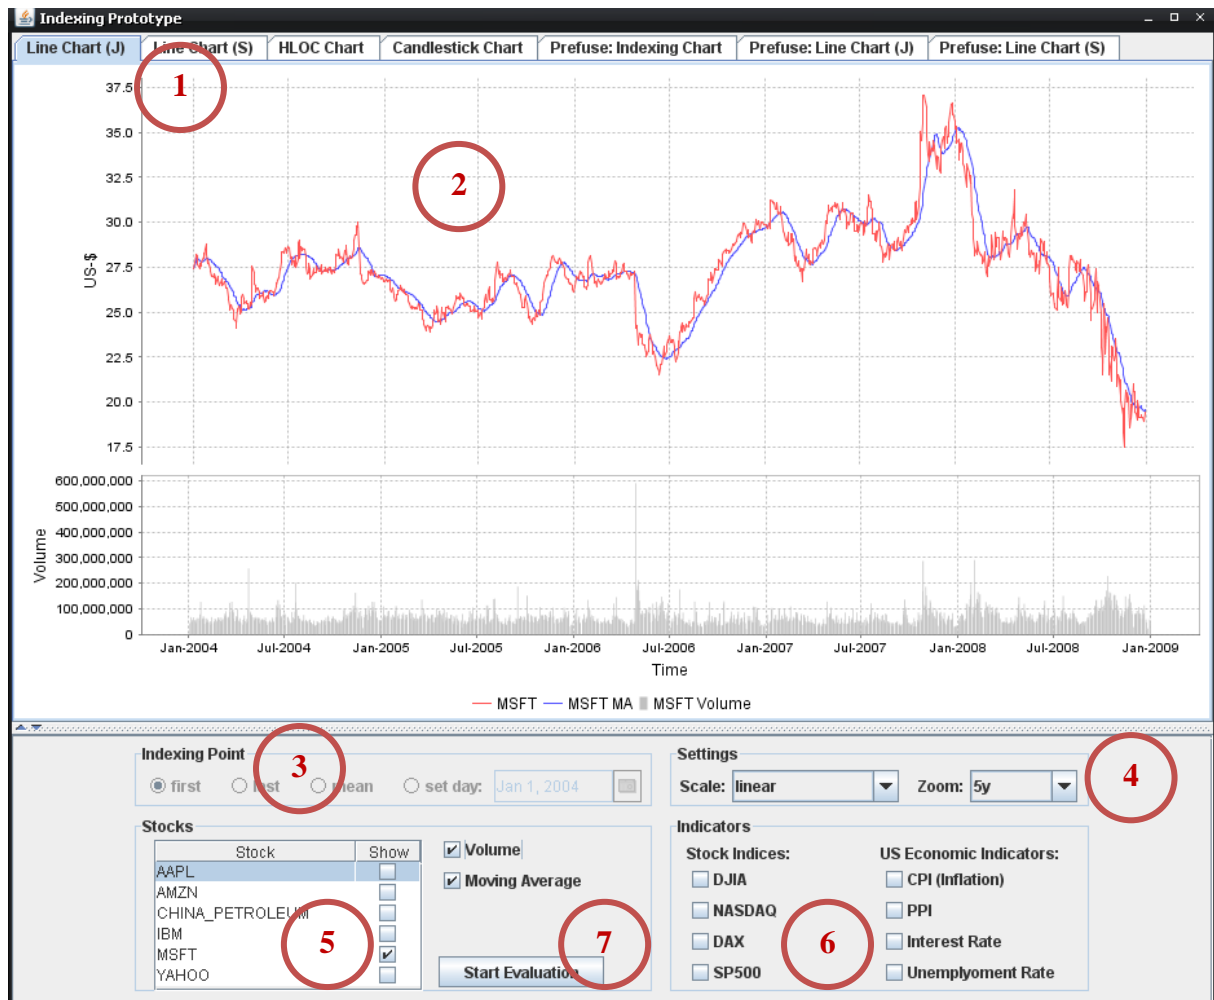 Indexing Prototype
Line Chart (J) Line Chart (S) HLOC Chart Candlestick Chart Prefuse: Indexing Chart Prefuse: Line Chart (J) Prefuse: Line Chart (S)
1
2
37.5
35.0
32.5
30.0
27.5
25.0
22.5
20.0
17.5
US-$
600,000,000
500,000,000
400,000,000
300,000,000
200,000,000
100,000,000
0
Volume
Jan-2004 Jul-2004 Jan-2005 Jul-2005 Jan-2006 Jul-2006 Jan-2007 Jul-2007 Jan-2008 Jul-2008 Jan-2009
Time
MSFT MSFT MA MSFT Volume
Indexing Point
3
first last mean set day: Jan 1, 2004
Settings
4
Scale: linear Zoom: 5y
Stocks
Stock Show
AAPL
AMZN
CHINA_PETROLEUM
IBM
MSFT
YAHOO
5
Volume
Moving Average
7
Start Evaluation
Indicators
Stock Indices: US Economic Indicators:
DJIA CPI (Inflation)
NASDAQ PPI
DAX Interest Rate
6
SP500 Unemplyoment Rate